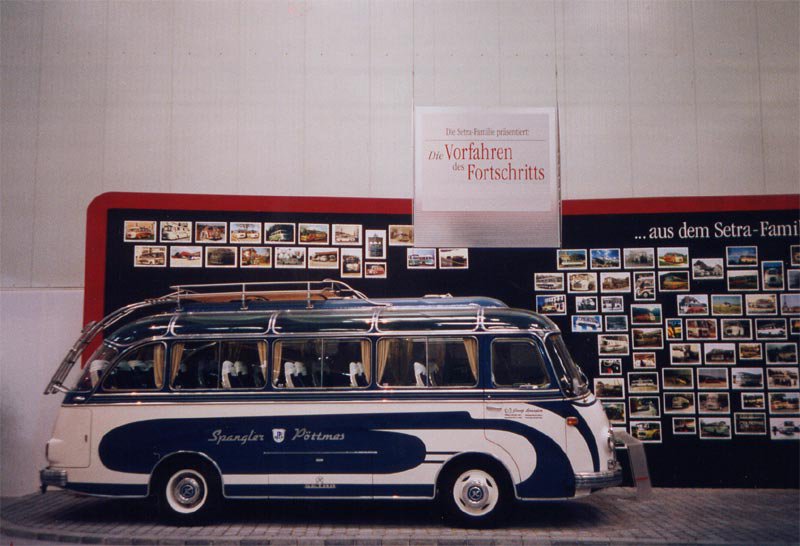 Die Setra-Familie präsentiert:
Die Vorfahren
des Fortschritts
...aus dem Setra-Famil
Spangler Pöttmes